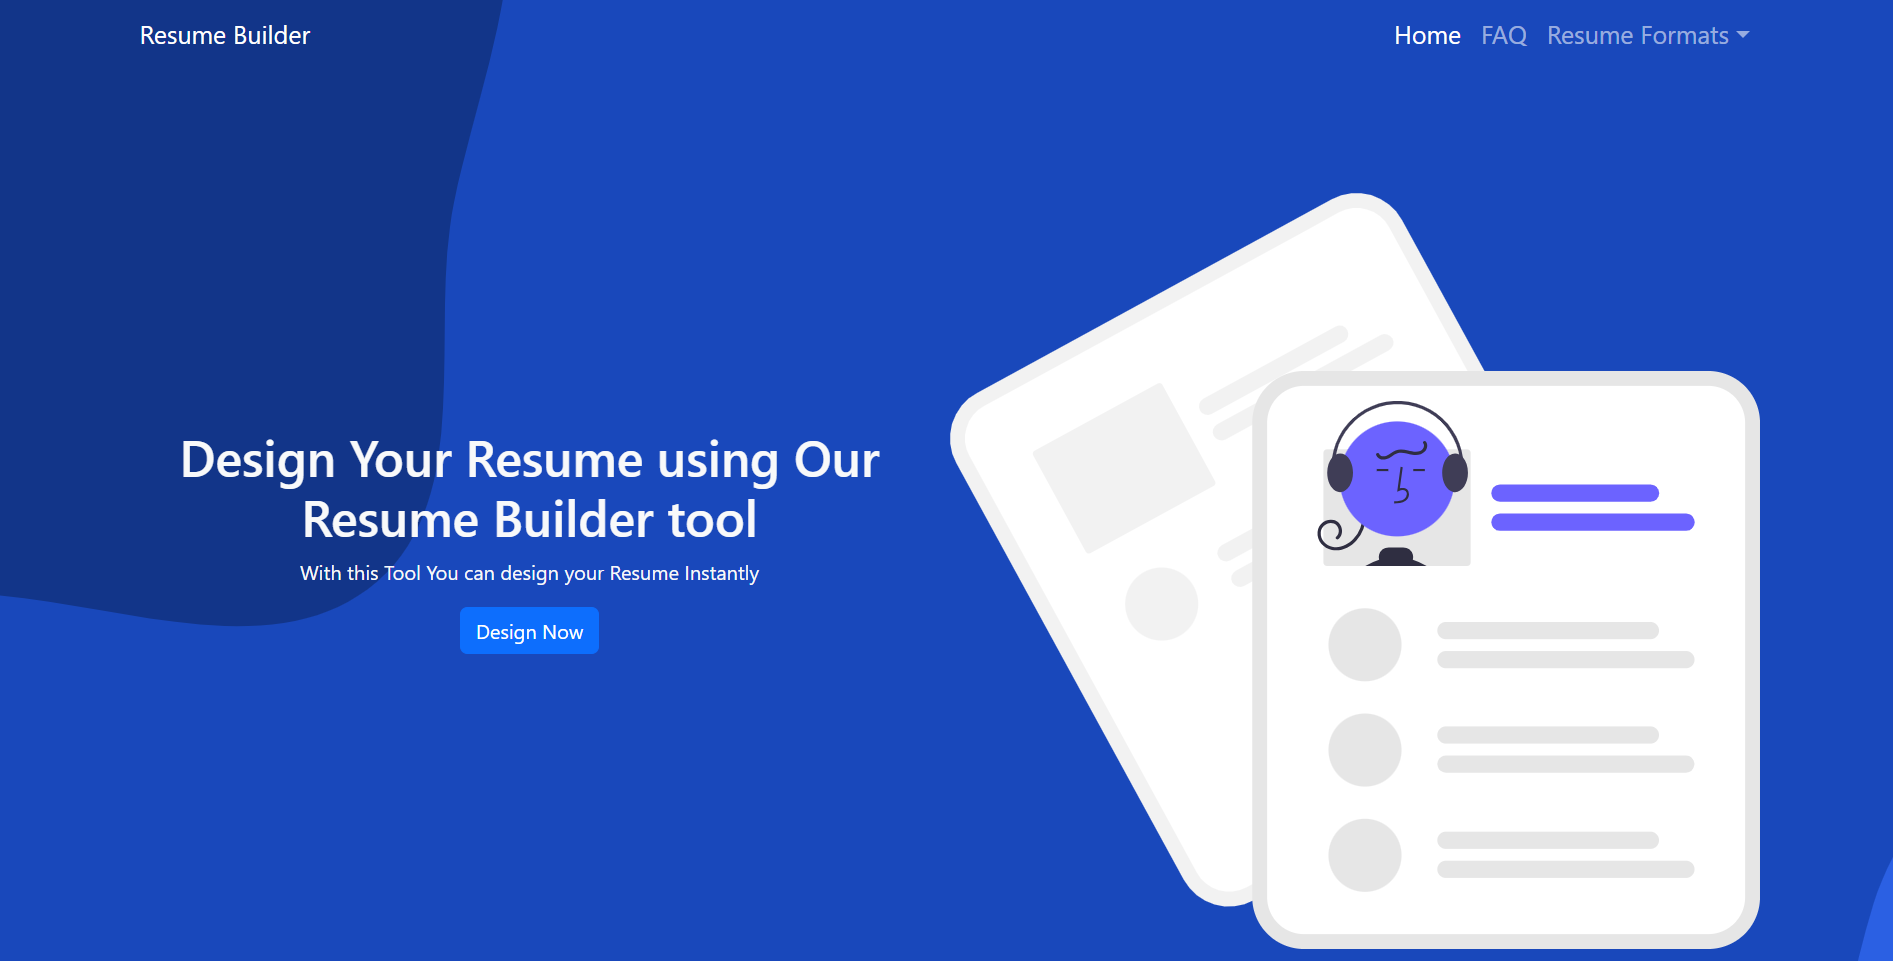 Resume Builder
Home FAQ Resume Formats
Design Your Resume using Our
Resume Builder tool
With this Tool You can design your Resume Instantly
Design Now